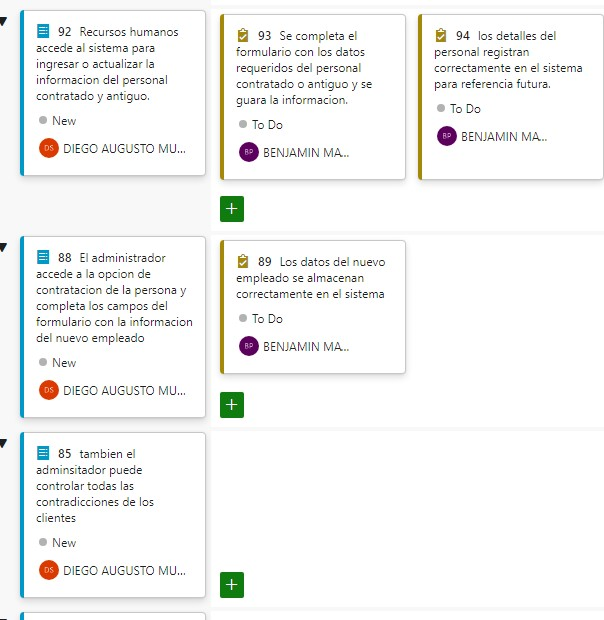 92 Recursos humanos
accede al sistema para
ingresar o actualizar la
informacion del personal
contratado y antiguo.
New
DS DIEGO AUGUSTO MU...
93 Se completa el
formulario con los datos
requeridos del personal
contratado o antiguo y se
guara la informacion.
To Do
BP BENJAMIN MA...
94 los detalles del
personal registran
correctamente en el sistema
para referencia futura.
To Do
BP BENJAMIN MA...
88 El administrador
accede a la opcion de
contratacion de la persona y
completa los campos del
formulario con la informacion
del nuevo empleado
New
DS DIEGO AUGUSTO MU...
89 Los datos del nuevo
empleado se almacenan
correctamente en el sistema
To Do
BP BENJAMIN MA...
85 tambien el
adminsitador puede
controlar todas las
contradicciones de los
clientes
New
DS DIEGO AUGUSTO MU...